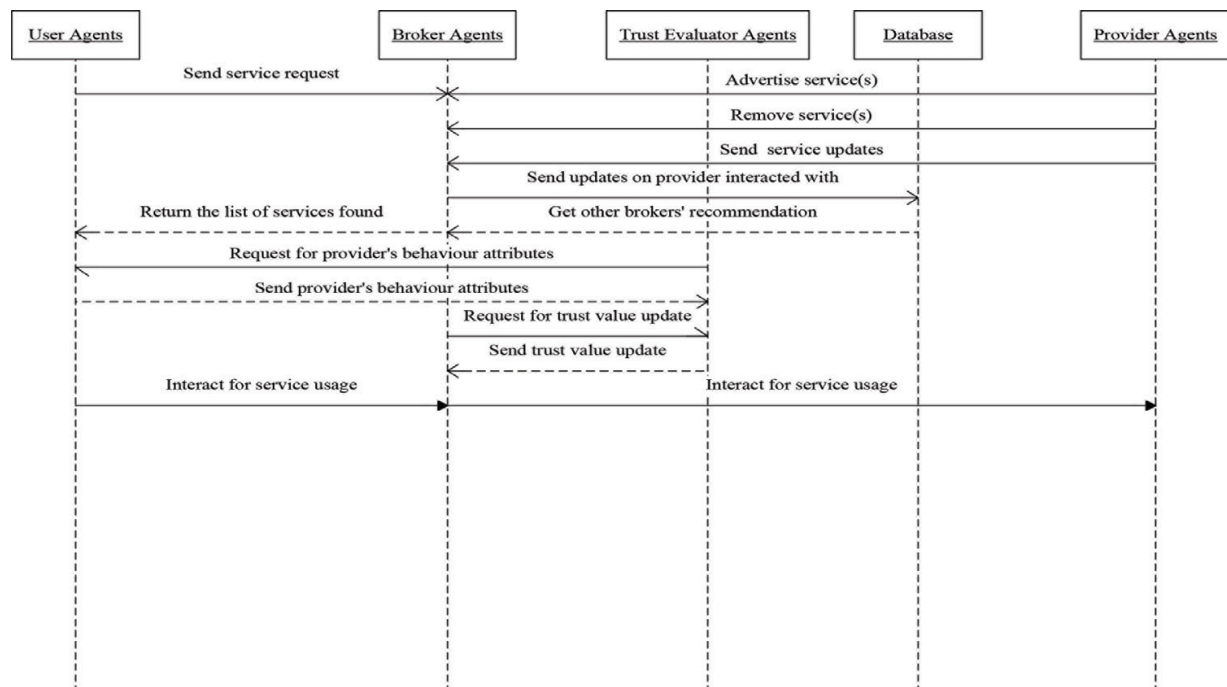 User Agents
Broker Agents
Trust Evaluator Agents
Database
Provider Agents
Send service request
Advertise service(s)
Remove service(s)
Send service updates
Send updates on provider interacted with
Return the list of services found
Get other brokers' recommendation
Request for provider's behaviour attributes
Send provider's behaviour attributes
Request for trust value update
Send trust value update
Interact for service usage
Interact for service usage